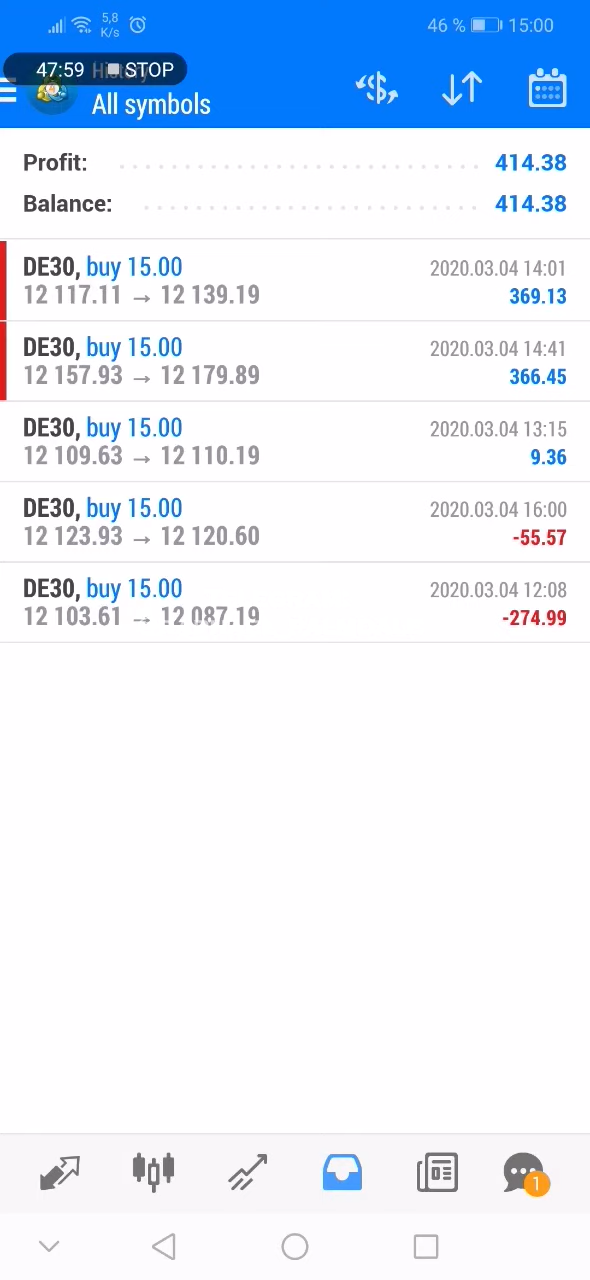 5,8
K/s
46 % 15:00
47:59 STOP
History
All symbols
Profit: 414.38
Balance: 414.38
DE30, buy 15.00 2020.03.04 14:01
12 117.11 → 12 139.19 369.13
DE30, buy 15.00 2020.03.04 14:41
12 157.93 → 12 179.89 366.45
DE30, buy 15.00 2020.03.04 13:15
12 109.63 → 12 110.19 9.36
DE30, buy 15.00 2020.03.04 16:00
12 123.93 → 12 120.60 -55.57
DE30, buy 15.00 2020.03.04 12:08
12 103.61 → 12 087.19 -274.99
1